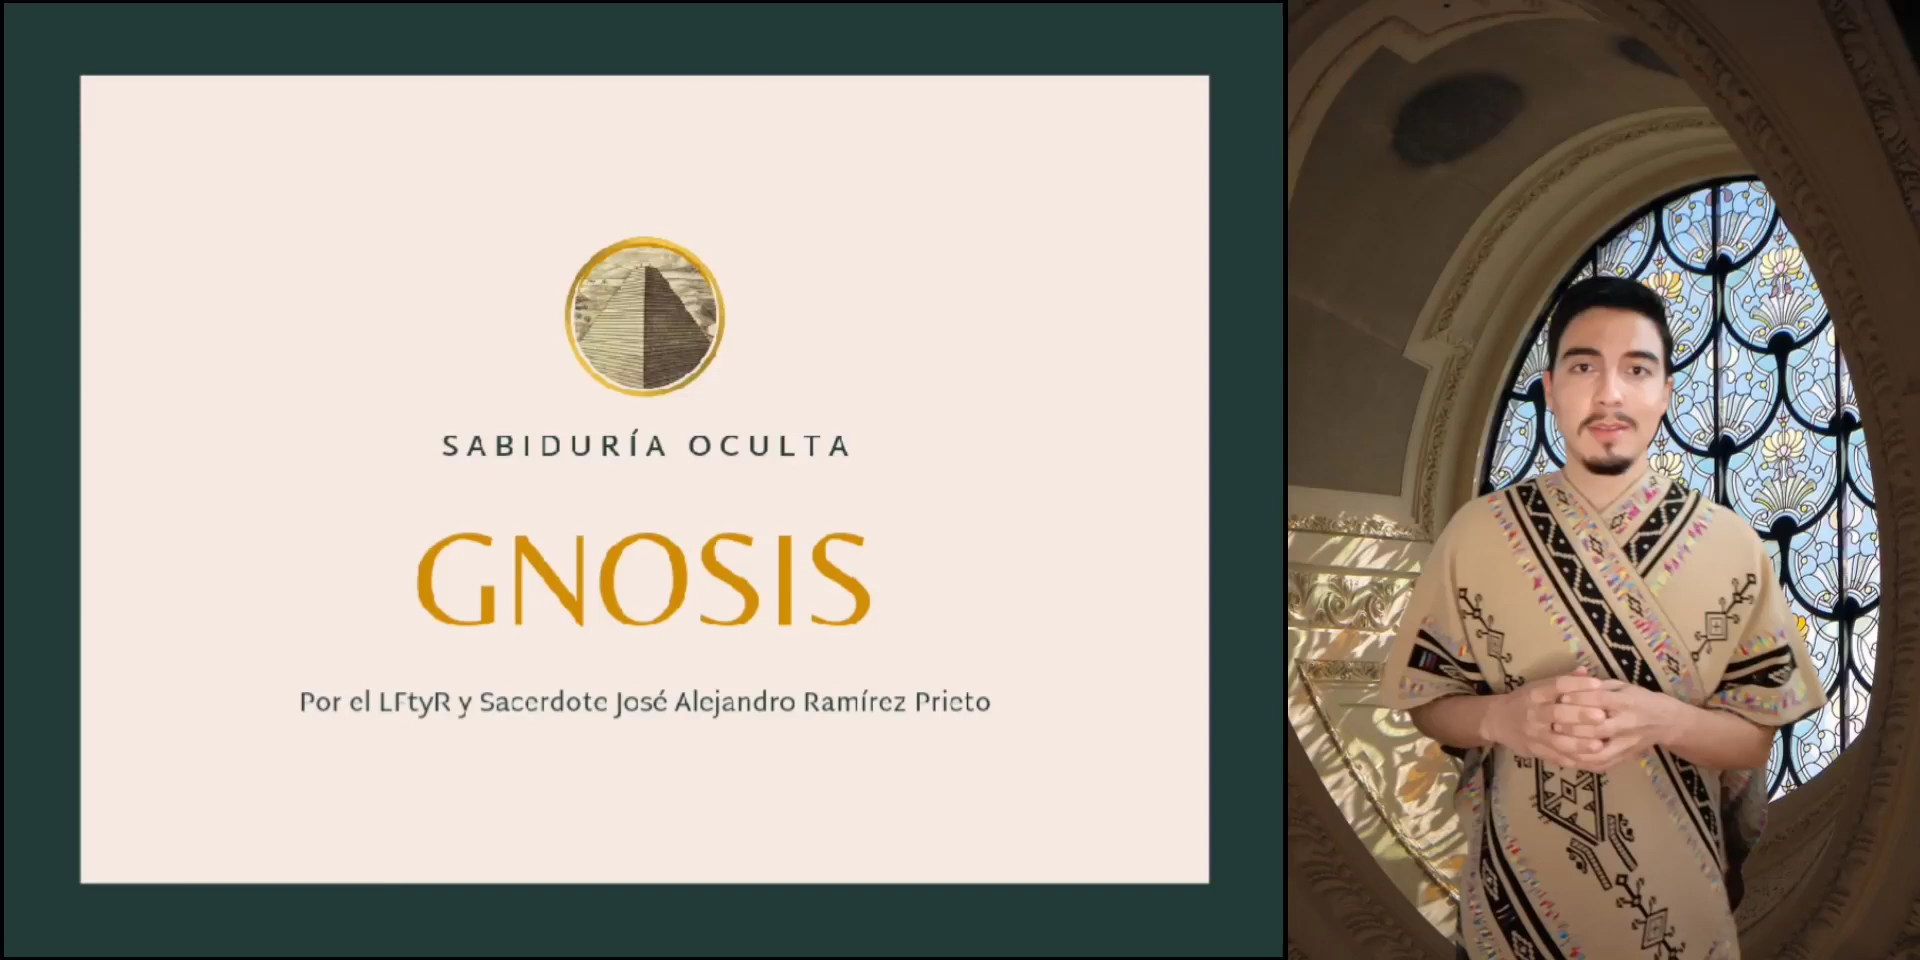 SABIDURÍA OCULTA
GNOSIS
Por el LFtyR y Sacerdote José Alejandro Ramírez Prieto